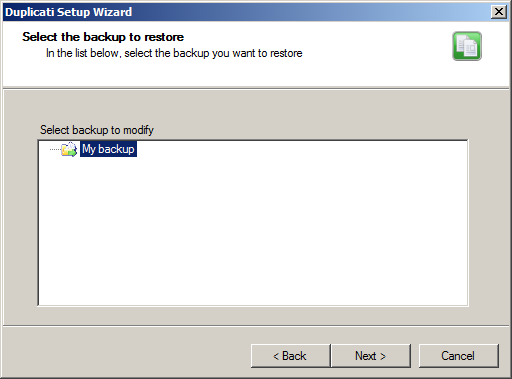 Duplicati Setup Wizard
Select the backup to restore
In the list below, select the backup you want to restore
Select backup to modify
My backup
< Back
Next >
Cancel